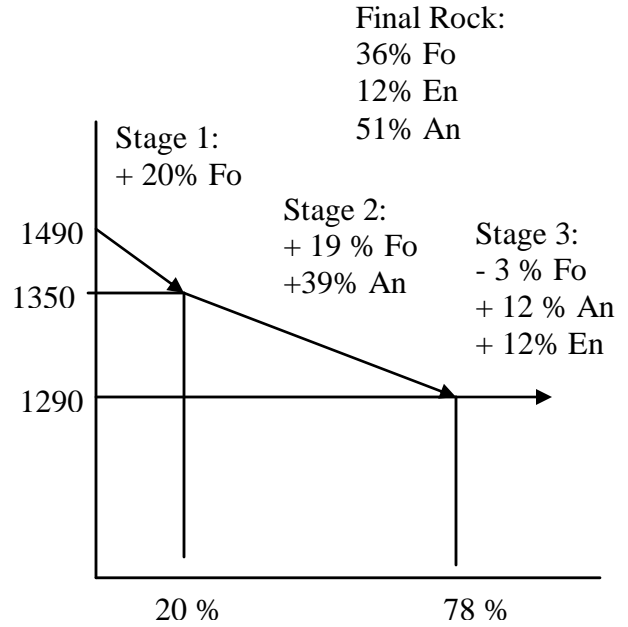 Final Rock:
36% Fo
12% En
51% An
Stage 1:
+ 20% Fo
Stage 2:
+ 19 % Fo
+39% An
Stage 3:
- 3 % Fo
+ 12 % An
+ 12% En
1490
1350
1290
20 %
78 %